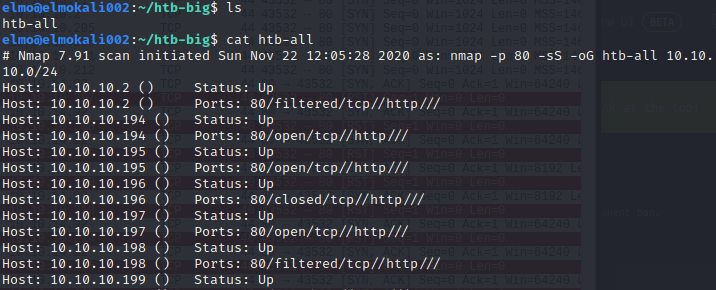 elmo@elmokali002:~/htb-big$ ls
htb-all
elmo@elmokali002:~/htb-big$ cat htb-all
# Nmap 7.91 scan initiated Sun Nov 22 12:05:28 2020 as: nmap -p 80 -sS -oG htb-all 10.10.
10.0/24
Host: 10.10.10.2 () Status: Up
Host: 10.10.10.2 () Ports: 80/filtered/tcp//http///
Host: 10.10.10.194 () Status: Up
Host: 10.10.10.194 () Ports: 80/open/tcp//http///
Host: 10.10.10.195 () Status: Up
Host: 10.10.10.195 () Ports: 80/open/tcp//http///
Host: 10.10.10.196 () Status: Up
Host: 10.10.10.196 () Ports: 80/closed/tcp//http///
Host: 10.10.10.197 () Status: Up
Host: 10.10.10.197 () Ports: 80/open/tcp//http///
Host: 10.10.10.198 () Status: Up
Host: 10.10.10.198 () Ports: 80/filtered/tcp//http///
Host: 10.10.10.199 () Status: Up
BETA